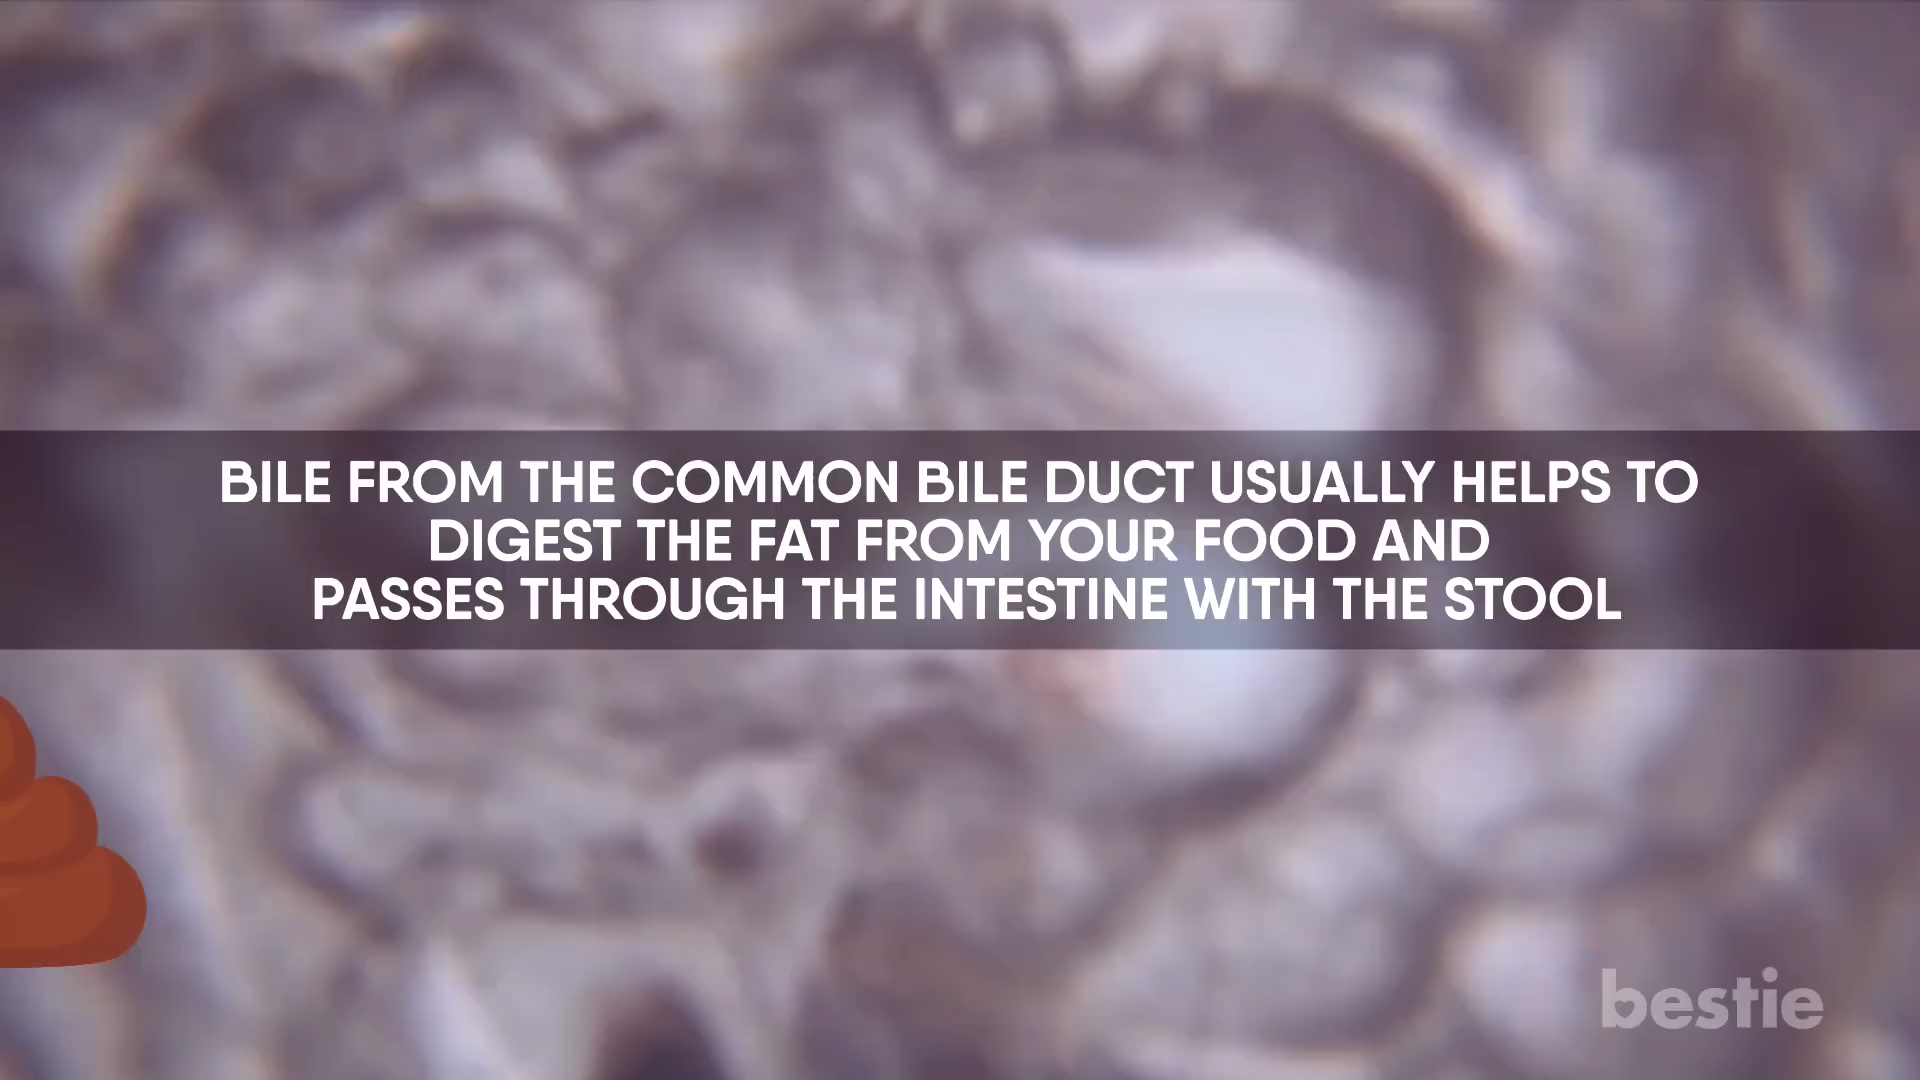 BILE FROM THE COMMON BILE DUCT USUALLY HELPS TO
DIGEST THE FAT FROM YOUR FOOD AND
PASSES THROUGH THE INTESTINE WITH THE STOOL
bestie